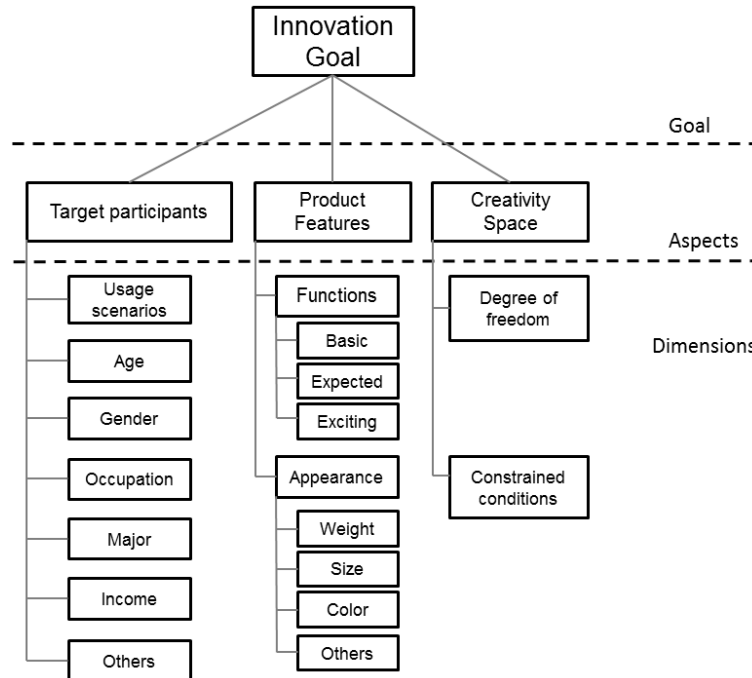 Innovation
Goal
Goal
Target participants
Product
Features
Creativity
Space
Aspects
Usage
scenarios
Age
Gender
Occupation
Major
Income
Others
Functions
Basic
Expected
Exciting
Appearance
Weight
Size
Color
Others
Degree of
freedom
Constrained
conditions
Dimensions